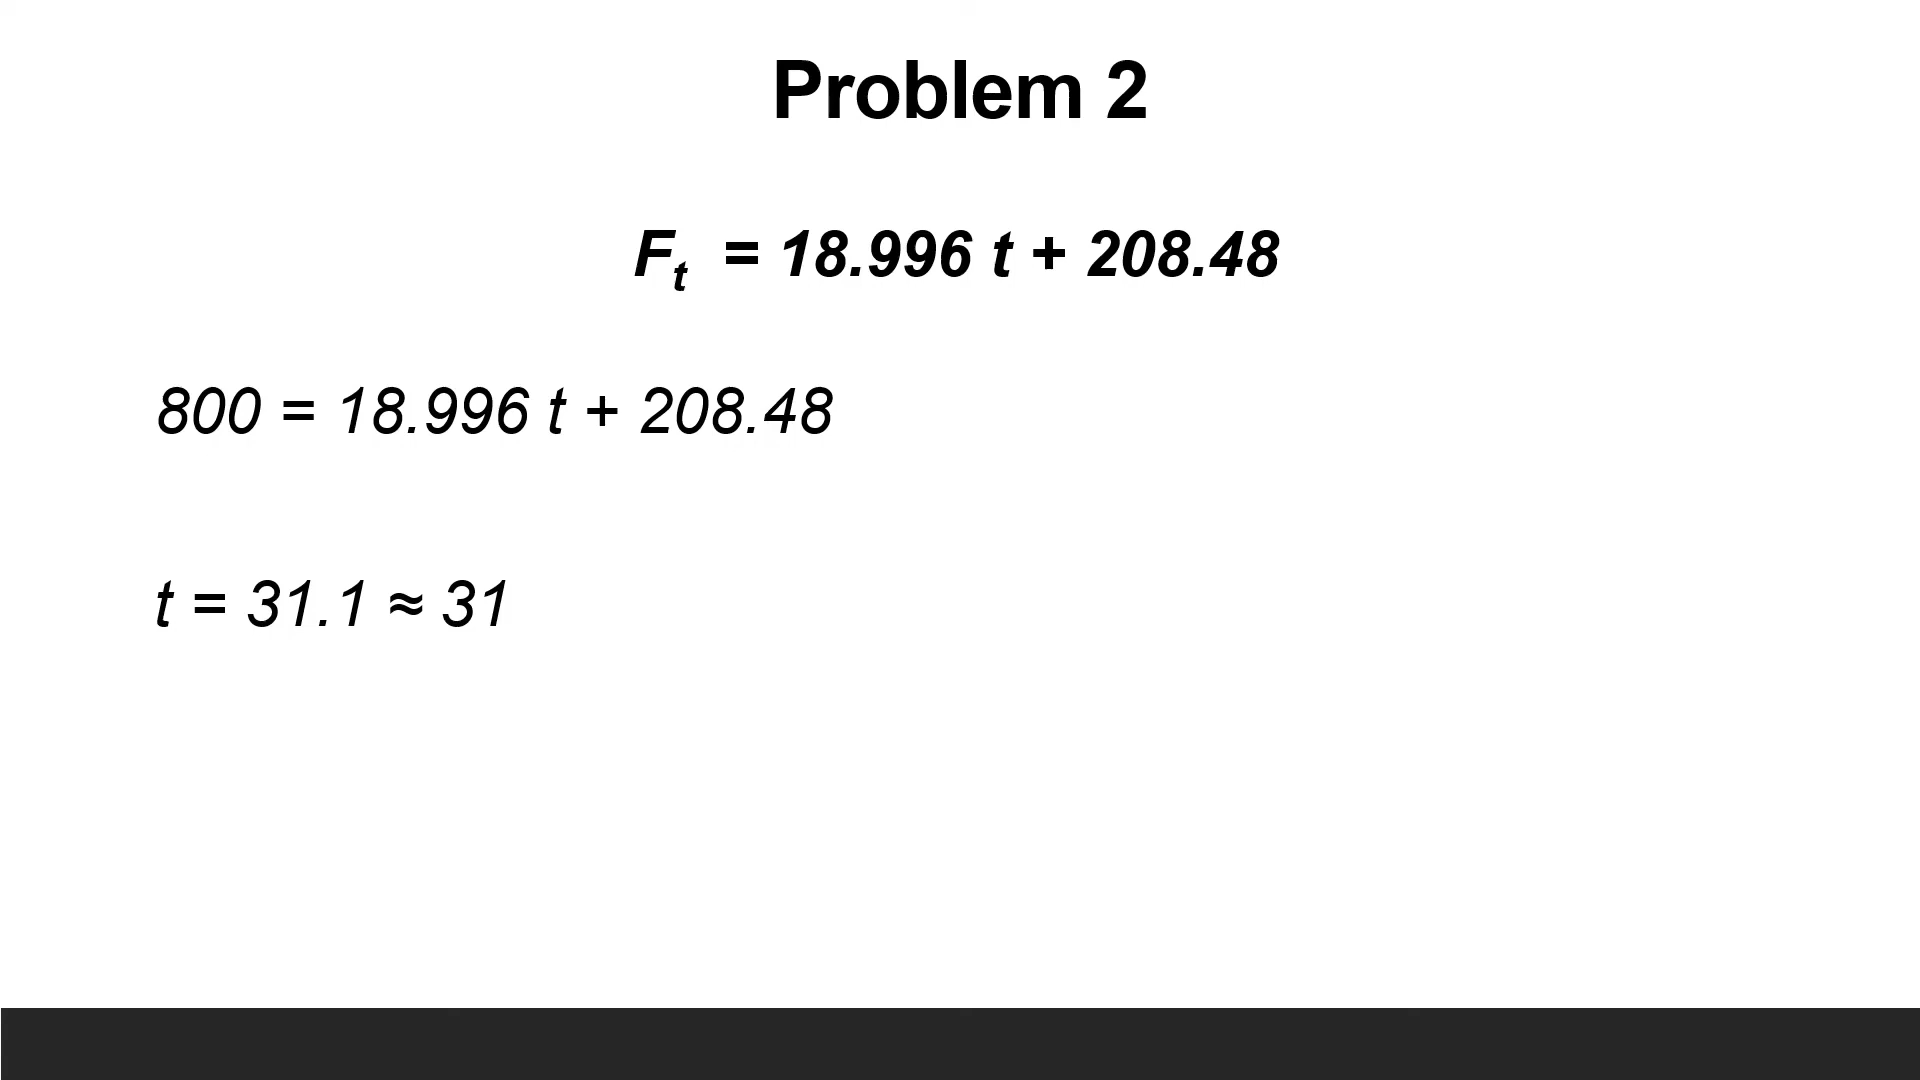 Problem 2
Fₜ = 18.996 t + 208.48
800 = 18.996 t + 208.48
t = 31.1 ≈ 31